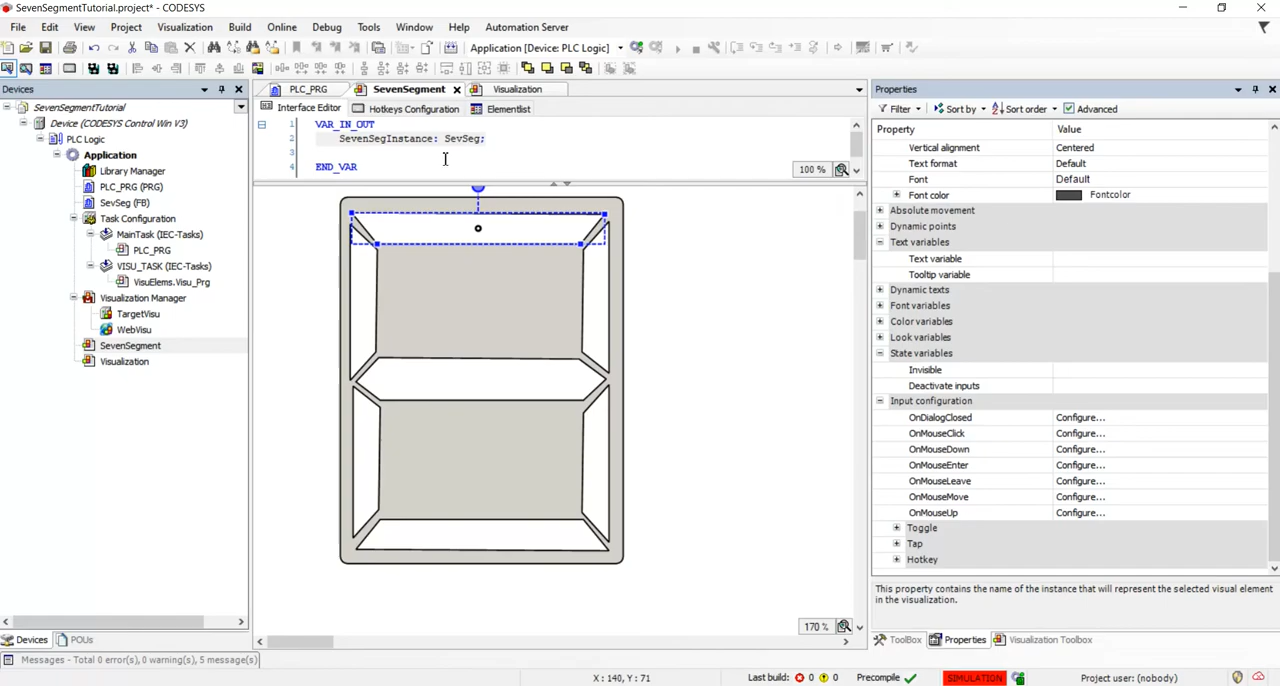 SevenSegmentTutorial.project* - CODESYS
File Edit View Project Visualization Build Online Debug Tools Window Help Automation Server
Application [Device: PLC Logic]
Devices
SevenSegmentTutorial
Device (CODESYS Control Win V3)
PLC Logic
Application
Library Manager
PLC_PRG (PRG)
SevSeg (FB)
Task Configuration
MainTask (IEC-Tasks)
PLC_PRG
VISU_TASK (IEC-Tasks)
VisuElems.Visu_Prg
Visualization Manager
TargetVisu
WebVisu
SevenSegment
Visualization
Devices POUs
PLC_PRG SevenSegment Visualization
Interface Editor Hotkeys Configuration Elementlist
1 VAR_IN_OUT
2 SevenSegInstance: SevSeg;
3
4 END_VAR
100 %
170 %
Properties
Filter Sort by Sort order Advanced
Property Value
Vertical alignment Centered
Text format Default
Font Default
Font color Fontcolor
Absolute movement
Dynamic points
Text variables
Text variable
Tooltip variable
Dynamic texts
Font variables
Color variables
Look variables
State variables
Invisible
Deactivate inputs
Input configuration
OnDialogClosed Configure...
OnMouseClick Configure...
OnMouseDown Configure...
OnMouseEnter Configure...
OnMouseLeave Configure...
OnMouseMove Configure...
OnMouseUp Configure...
Toggle
Tap
Hotkey
This property contains the name of the instance that will represent the selected visual element
in the visualization.
ToolBox Properties Visualization Toolbox
Messages - Total 0 error(s), 0 warning(s), 5 message(s)
X : 140, Y : 71 Last build: 0 0 Precompile SIMULATION Project user: (nobody)